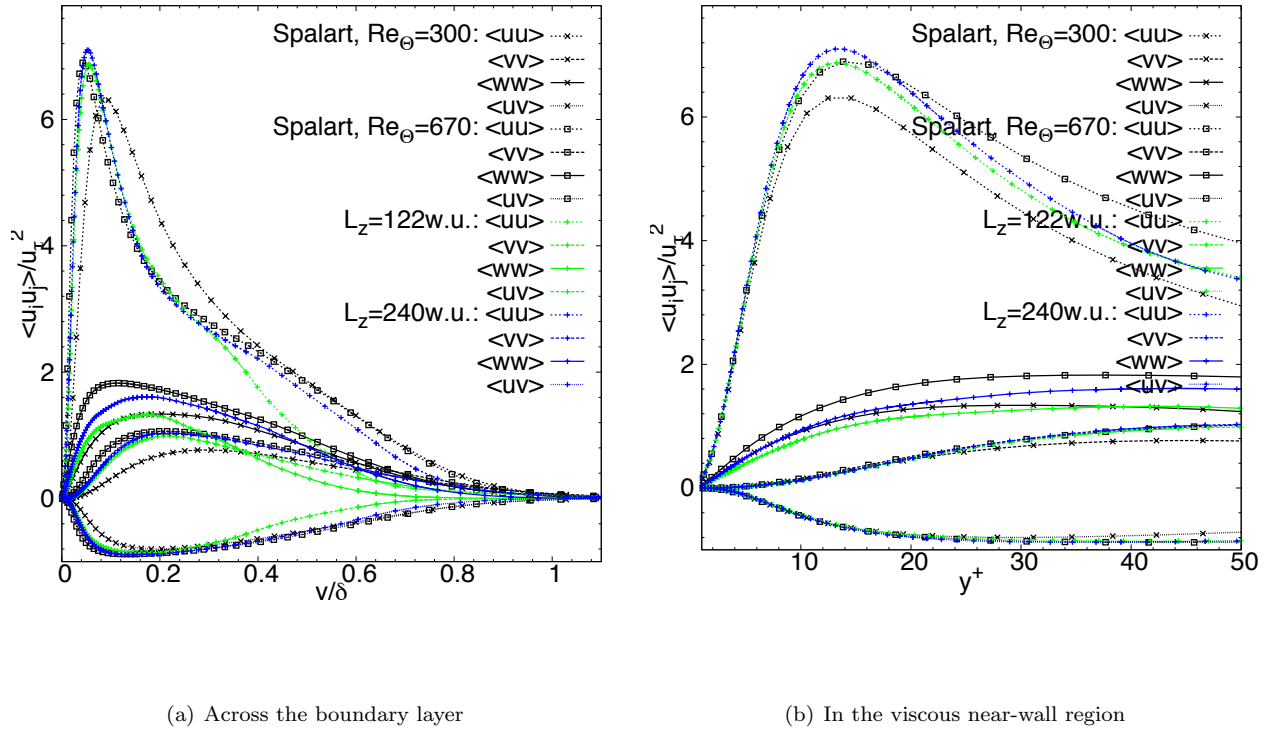 Spalart, Re_Θ=300: <uu>
<vv>
<ww>
<uv>
Spalart, Re_Θ=670: <uu>
<vv>
<ww>
<uv>
L_z=122w.u.: <uu>
<vv>
<ww>
<uv>
L_z=240w.u.: <uu>
<vv>
<ww>
<uv>
<u_iu_j>/u_τ^2
6
4
2
0
0 0.2 0.4 0.6 0.8 1
y/δ
(a) Across the boundary layer
Spalart, Re_Θ=300: <uu>
<vv>
<ww>
<uv>
Spalart, Re_Θ=670: <uu>
<vv>
<ww>
<uv>
L_z=122w.u.: <uu>
<vv>
<ww>
<uv>
L_z=240w.u.: <uu>
<vv>
<ww>
<uv>
<u_iu_j>/u_τ^2
6
4
2
0
10 20 30 40 50
y^+
(b) In the viscous near-wall region